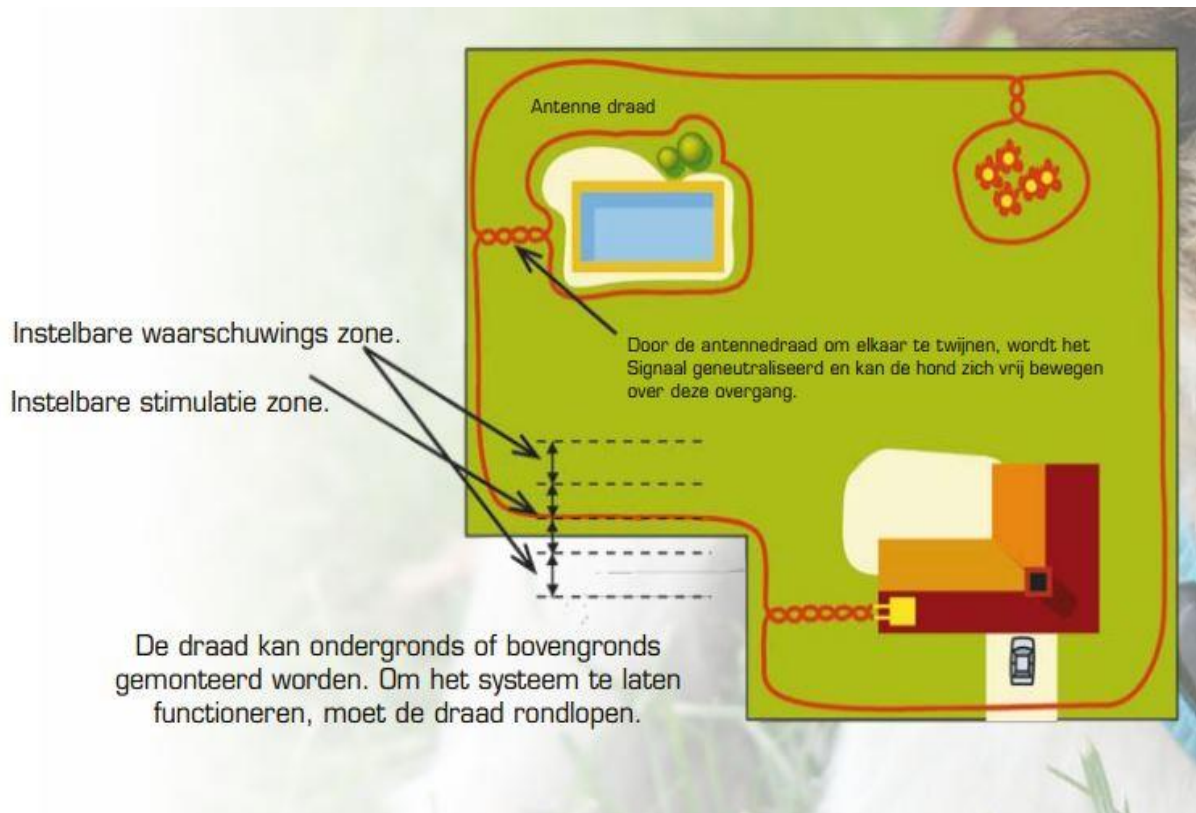 Antenne draad
Instelbare waarschuwings zone.
Door de antennedraad om elkaar te twijnen, wordt het
Signaal geneutraliseerd en kan de hond zich vrij bewegen
over deze overgang.
Instelbare stimulatie zone.
De draad kan ondergronds of bovengronds
gemonteerd worden. Om het systeem te laten
functioneren, moet de draad rondlopen.